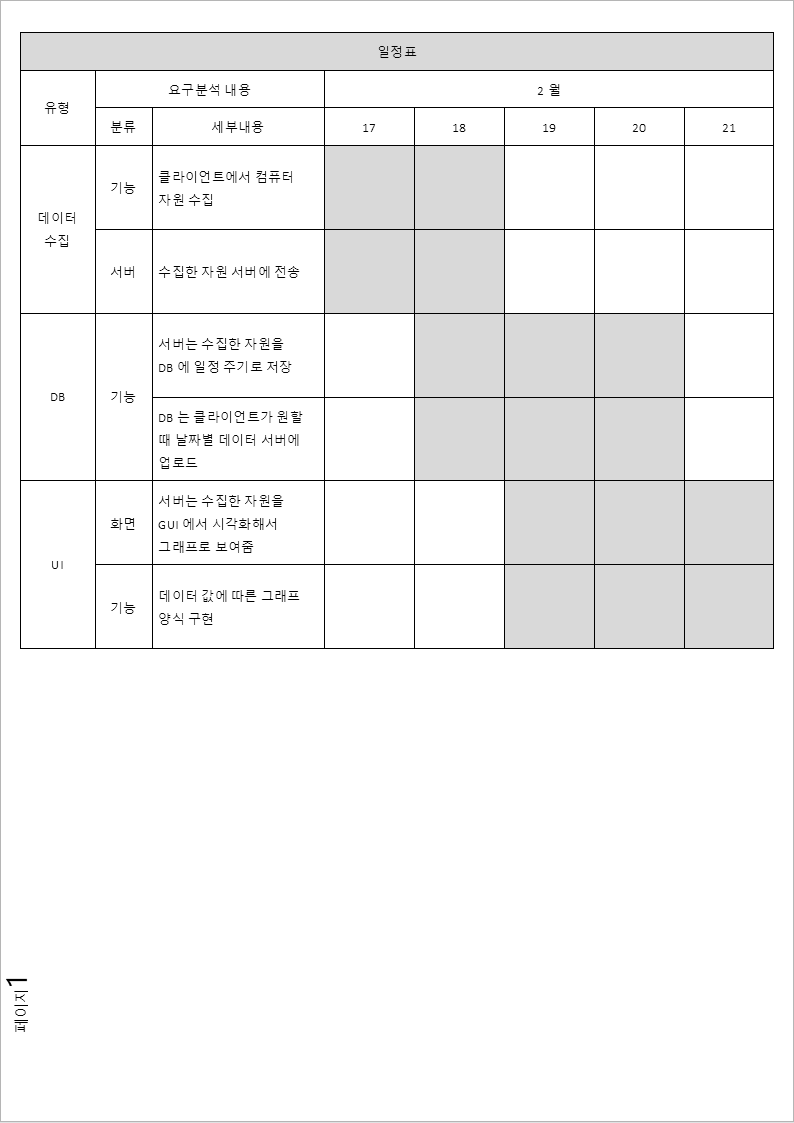 일정표
유형
요구분석 내용
2 월
분류
세부내용
17
18
19
20
21
데이터
수집
기능
클라이언트에서 컴퓨터
자원 수집
서버
수집한 자원 서버에 전송
DB
기능
서버는 수집한 자원을
DB 에 일정 주기로 저장
DB 는 클라이언트가 원할
때 날짜별 데이터 서버에
업로드
UI
화면
서버는 수집한 자원을
GUI 에서 시각화해서
그래프로 보여줌
기능
데이터 값에 따른 그래프
양식 구현
페이지1